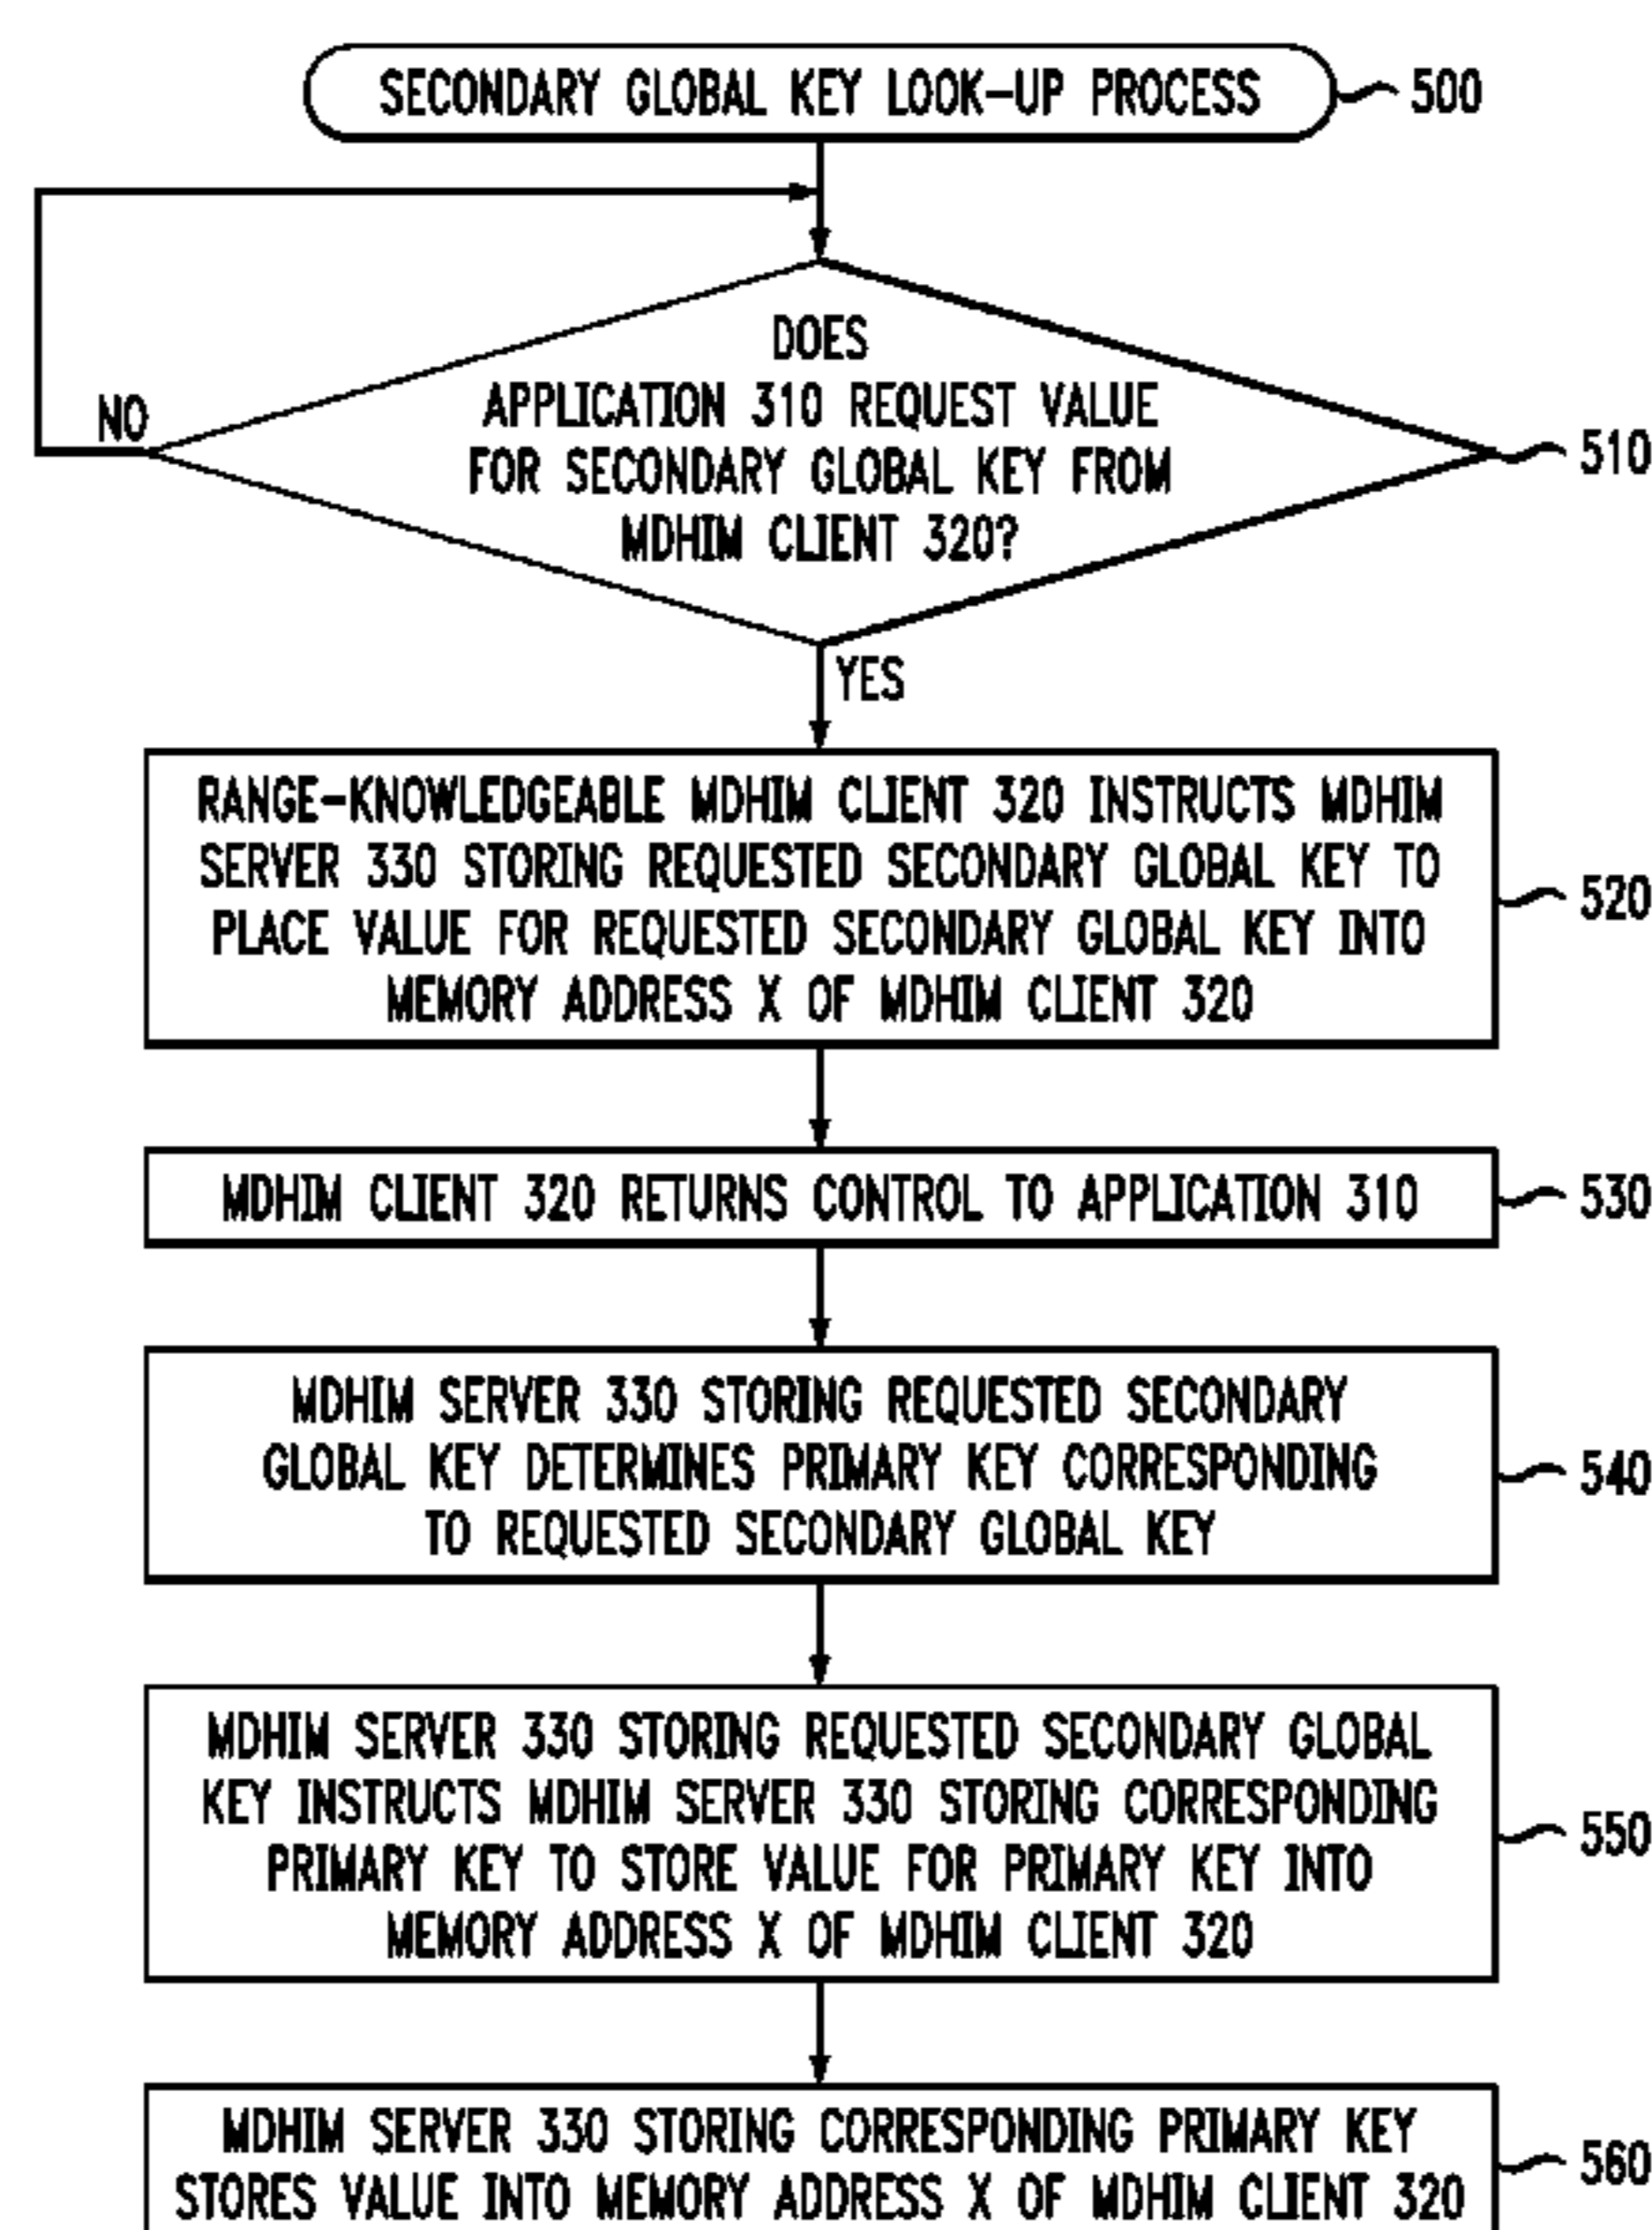 SECONDARY GLOBAL KEY LOOK-UP PROCESS
500
DOES
APPLICATION 310 REQUEST VALUE
FOR SECONDARY GLOBAL KEY FROM
MDHIM CLIENT 320?
510
NO
YES
RANGE-KNOWLEDGEABLE MDHIM CLIENT 320 INSTRUCTS MDHIM
SERVER 330 STORING REQUESTED SECONDARY GLOBAL KEY TO
PLACE VALUE FOR REQUESTED SECONDARY GLOBAL KEY INTO
MEMORY ADDRESS X OF MDHIM CLIENT 320
520
MDHIM CLIENT 320 RETURNS CONTROL TO APPLICATION 310
530
MDHIM SERVER 330 STORING REQUESTED SECONDARY
GLOBAL KEY DETERMINES PRIMARY KEY CORRESPONDING
TO REQUESTED SECONDARY GLOBAL KEY
540
MDHIM SERVER 330 STORING REQUESTED SECONDARY GLOBAL
KEY INSTRUCTS MDHIM SERVER 330 STORING CORRESPONDING
PRIMARY KEY TO STORE VALUE FOR PRIMARY KEY INTO
MEMORY ADDRESS X OF MDHIM CLIENT 320
550
MDHIM SERVER 330 STORING CORRESPONDING PRIMARY KEY
STORES VALUE INTO MEMORY ADDRESS X OF MDHIM CLIENT 320
560